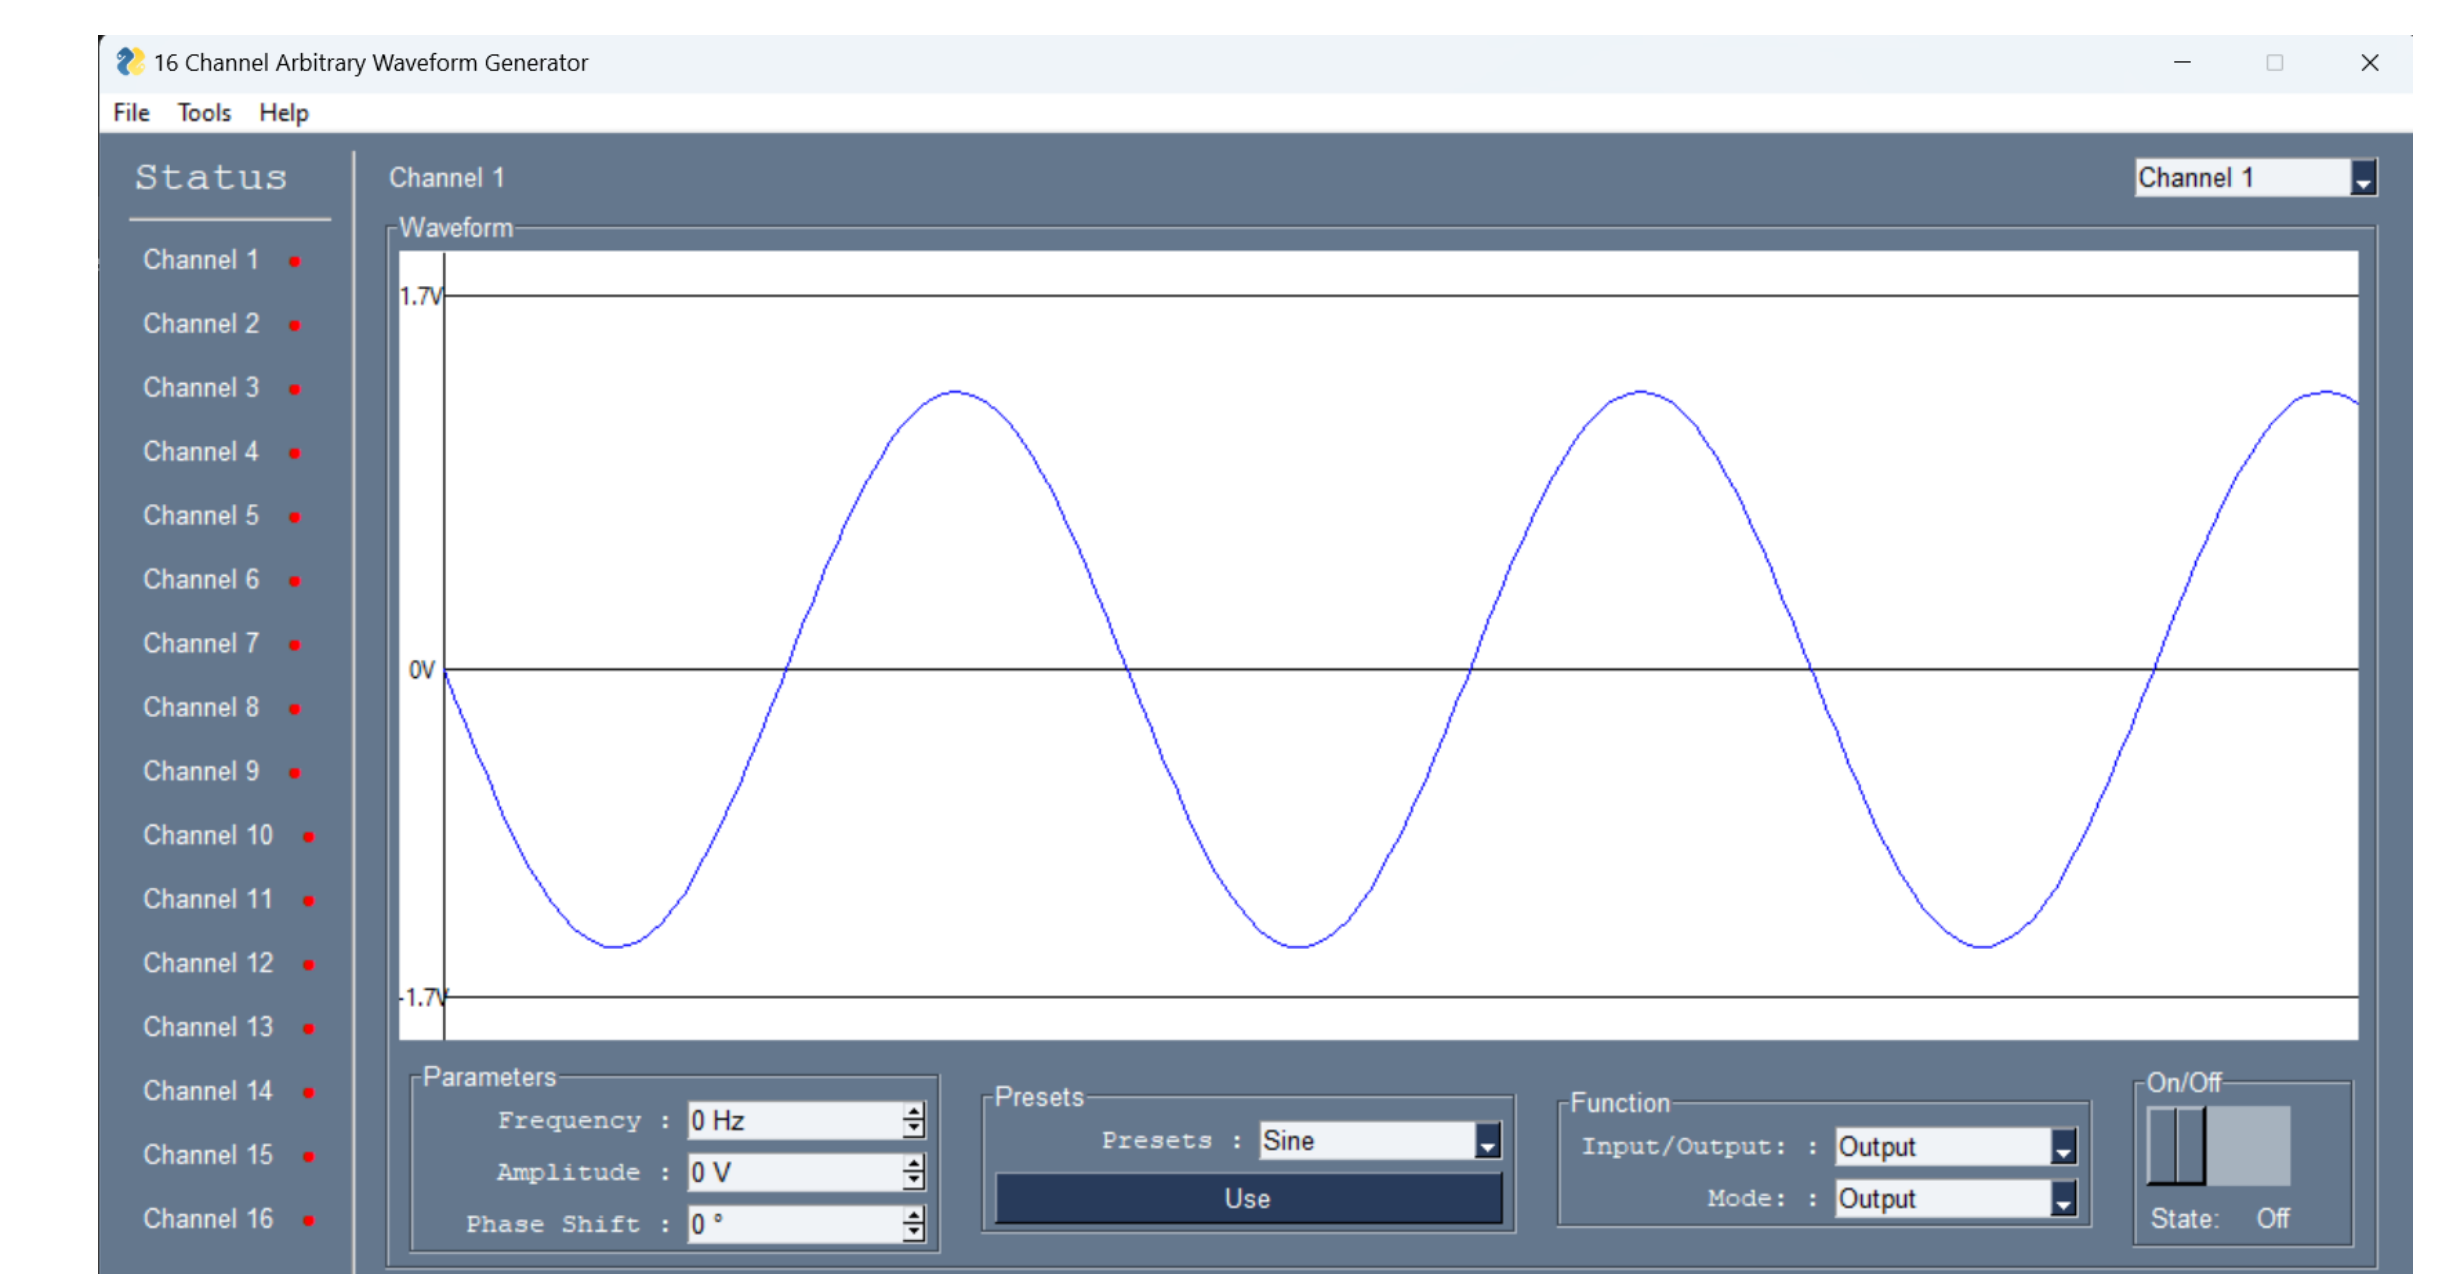 16 Channel Arbitrary Waveform Generator
File Tools Help
Status
Channel 1
Channel 2
Channel 3
Channel 4
Channel 5
Channel 6
Channel 7
Channel 8
Channel 9
Channel 10
Channel 11
Channel 12
Channel 13
Channel 14
Channel 15
Channel 16
Channel 1
Channel 1
Waveform
1.7V
0V
-1.7V
Parameters
Frequency : 0 Hz
Amplitude : 0 V
Phase Shift : 0 °
Presets
Presets : Sine
Use
Function
Input/Output: : Output
Mode: : Output
On/Off
State: Off